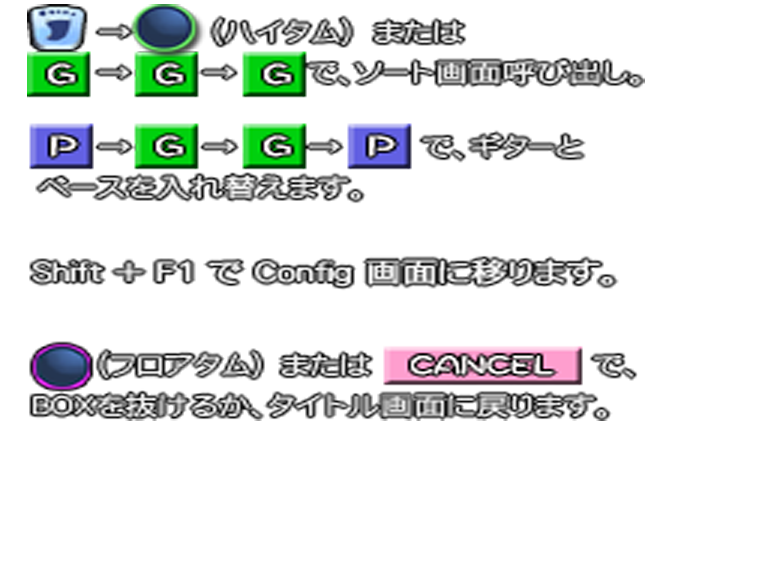 → (ハイタム) または
G → G → Gで、ソート画面呼び出し。
P → G → G → P で、ギターと
ベースを入れ替えます。
Shift + F1 で Config 画面に移ります。
(フロアタム) または CANCEL で、
BOXを抜けるか、タイトル画面に戻ります。